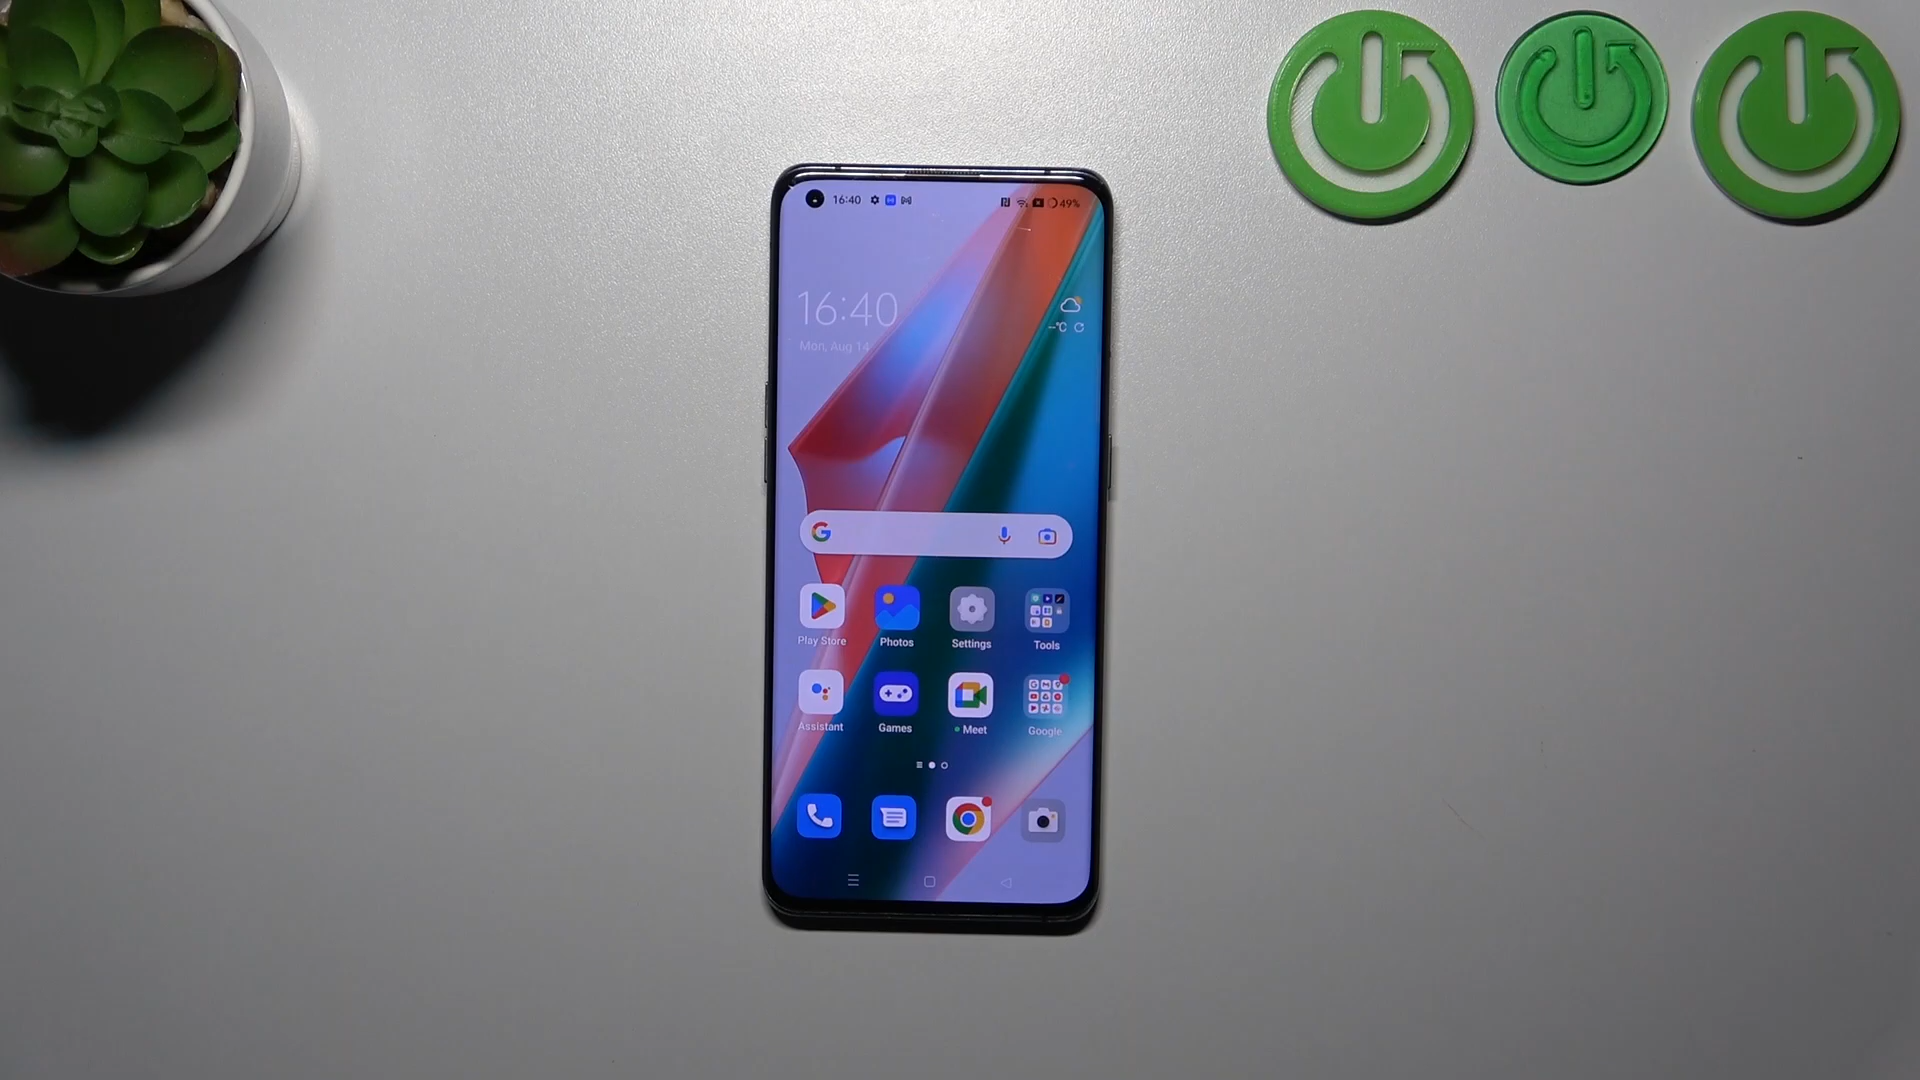 16:40 49%
16:40
Mon, Aug 14
--°C
Play Store Photos Settings Tools
Assistant Games Meet Google